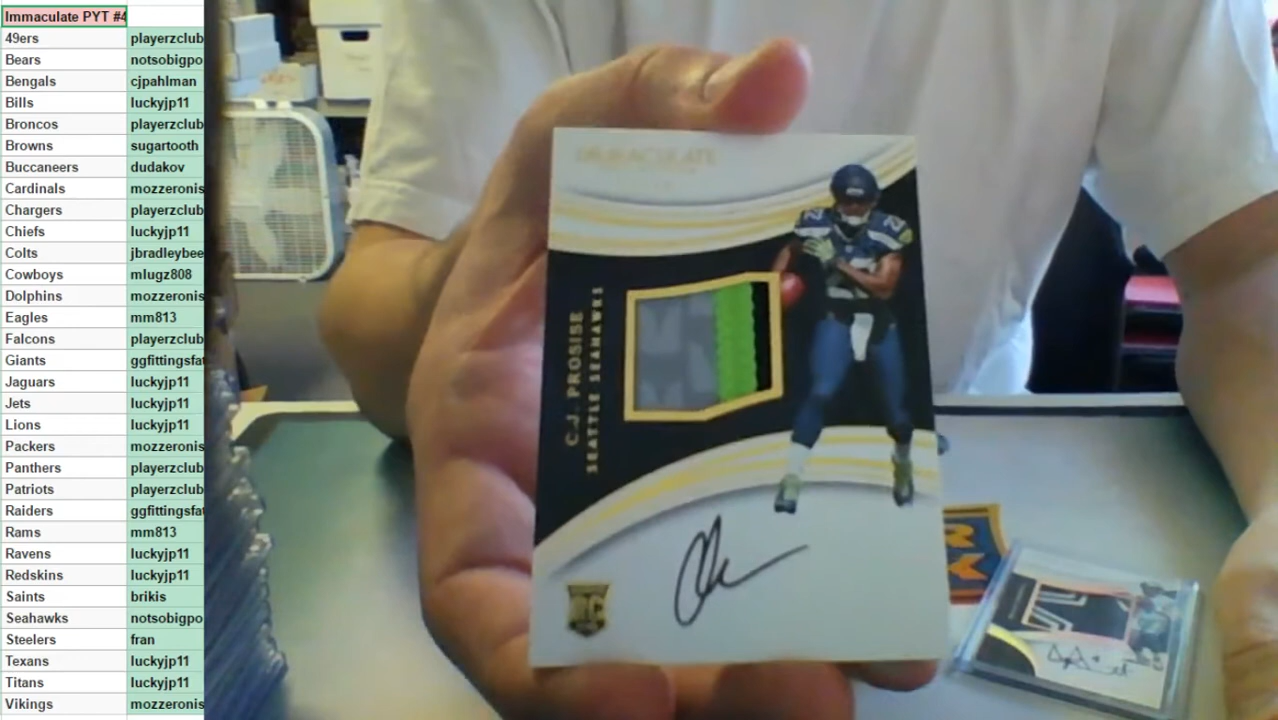 Immaculate PYT #4
49ers playerzclub
Bears notsobigpo
Bengals cjpahlman
Bills luckyjp11
Broncos playerzclub
Browns sugartooth
Buccaneers dudakov
Cardinals mozzeronis
Chargers playerzclub
Chiefs luckyjp11
Colts jbradleybee
Cowboys mlugz808
Dolphins mozzeronis
Eagles mm813
Falcons playerzclub
Giants ggfittingsfat
Jaguars luckyjp11
Jets luckyjp11
Lions luckyjp11
Packers mozzeronis
Panthers playerzclub
Patriots playerzclub
Raiders ggfittingsfat
Rams mm813
Ravens luckyjp11
Redskins luckyjp11
Saints brikis
Seahawks notsobigpo
Steelers fran
Texans luckyjp11
Titans luckyjp11
Vikings mozzeronis
IMMACULATE
C.J. PROSISE
SEATTLE SEAHAWKS
RC